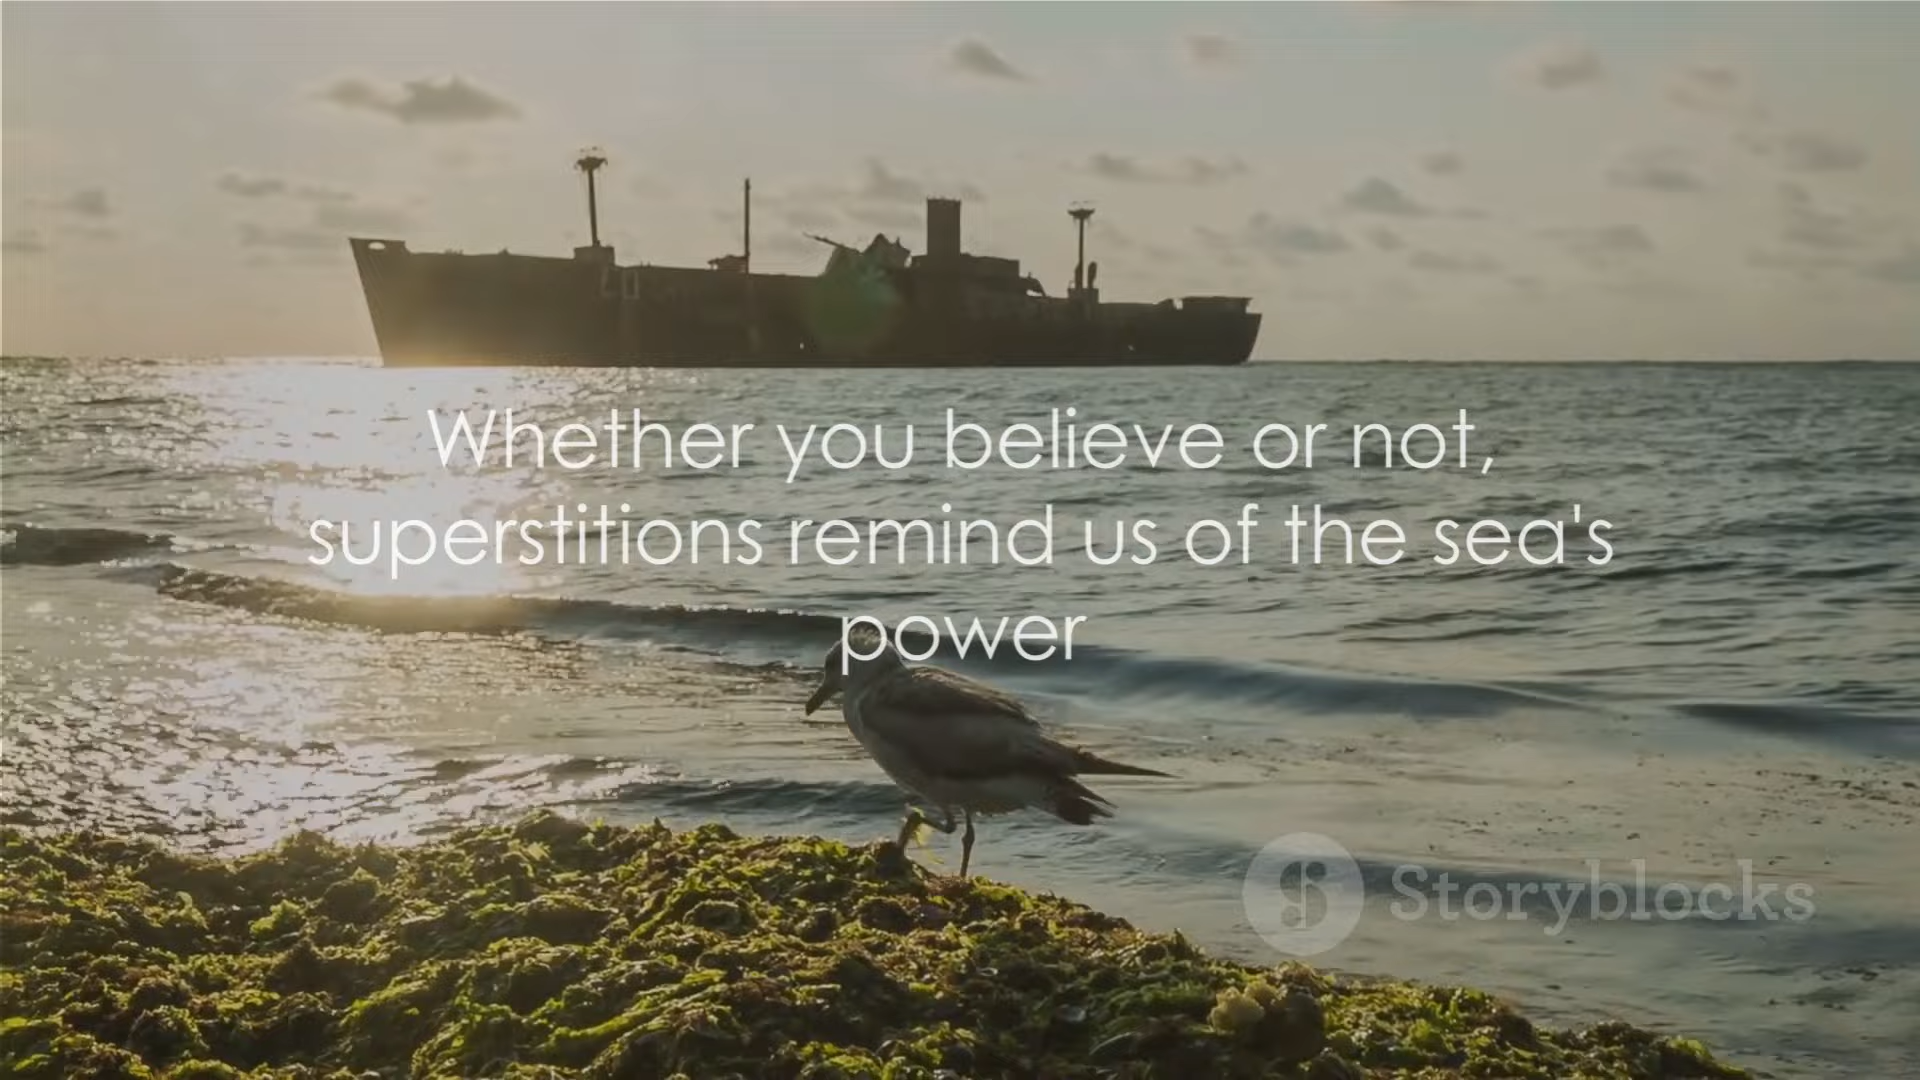 Whether you believe or not,
superstitions remind us of the sea's
power
Storyblocks